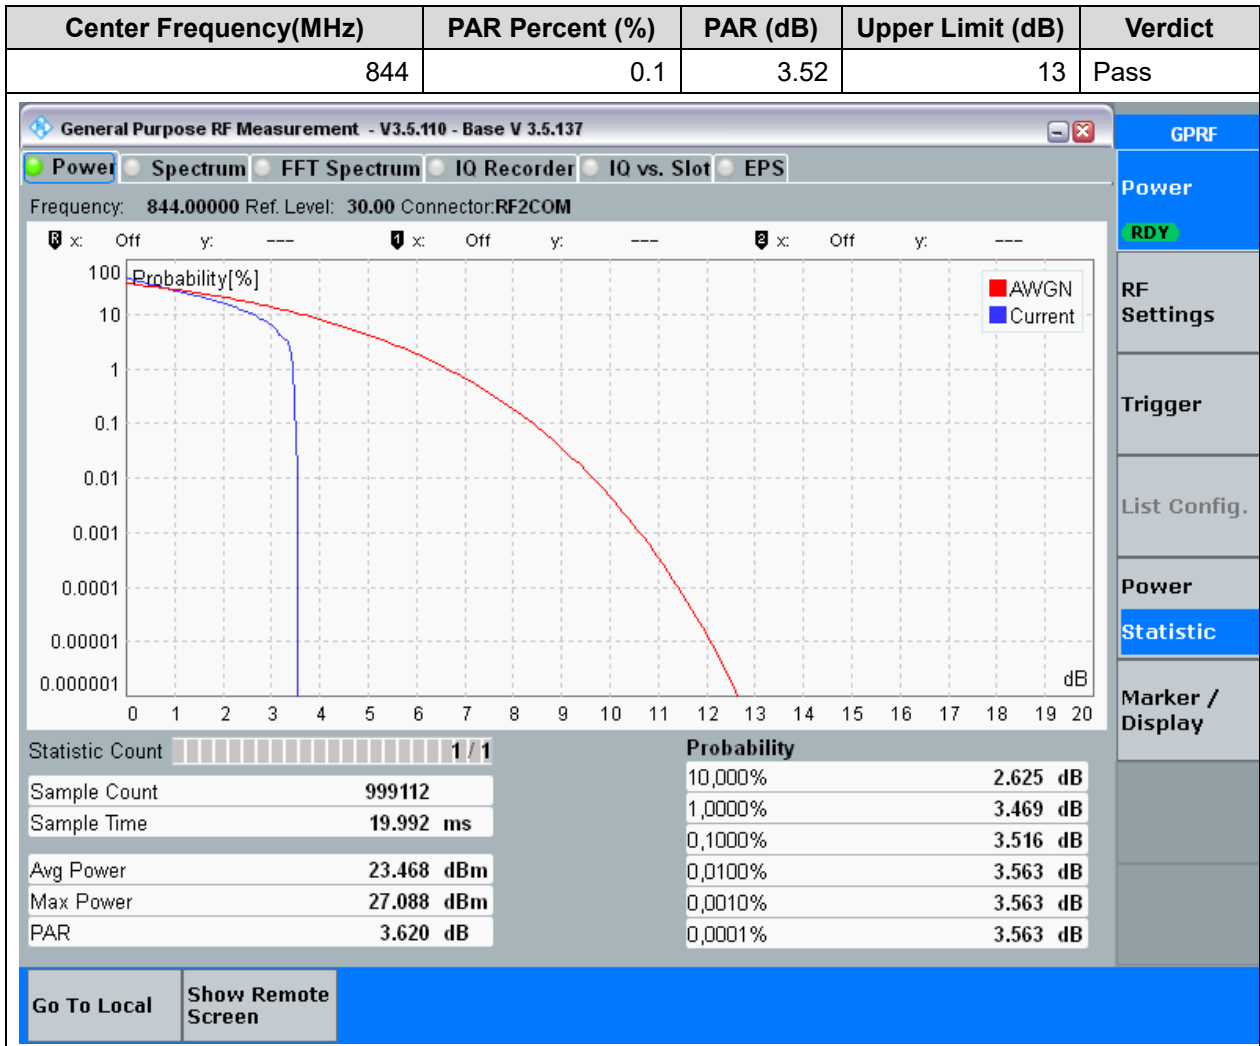 Center Frequency(MHz) PAR Percent (%) PAR (dB) Upper Limit (dB) Verdict
844 0.1 3.52 13 Pass
General Purpose RF Measurement - V3.5.110 - Base V 3.5.137
Power Spectrum FFT Spectrum IQ Recorder IQ vs. Slot EPS
Frequency: 844.00000 Ref. Level: 30.00 Connector:RF2COM
R x: Off y: --- 1 x: Off y: --- 2 x: Off y: ---
Probability[%]
AWGN
Current
100
10
1
0.1
0.01
0.001
0.0001
0.00001
0.000001
dB
0 1 2 3 4 5 6 7 8 9 10 11 12 13 14 15 16 17 18 19 20
Statistic Count 1 / 1
Sample Count 999112
Sample Time 19.992 ms
Avg Power 23.468 dBm
Max Power 27.088 dBm
PAR 3.620 dB
Probability
10,000% 2.625 dB
1,0000% 3.469 dB
0,1000% 3.516 dB
0,0100% 3.563 dB
0,0010% 3.563 dB
0,0001% 3.563 dB
GPRF
Power
RDY
RF
Settings
Trigger
List Config.
Power
Statistic
Marker /
Display
Go To Local
Show Remote
Screen